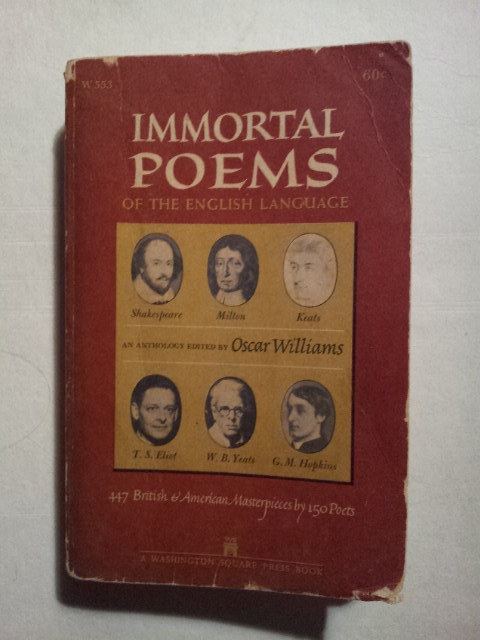 W 553 60¢
IMMORTAL
POEMS
OF THE ENGLISH LANGUAGE
Shakespeare Milton Keats
AN ANTHOLOGY EDITED BY Oscar Williams
T. S. Eliot W. B. Yeats G. M. Hopkins
447 British & American Masterpieces by 150 Poets
A WASHINGTON SQUARE PRESS BOOK